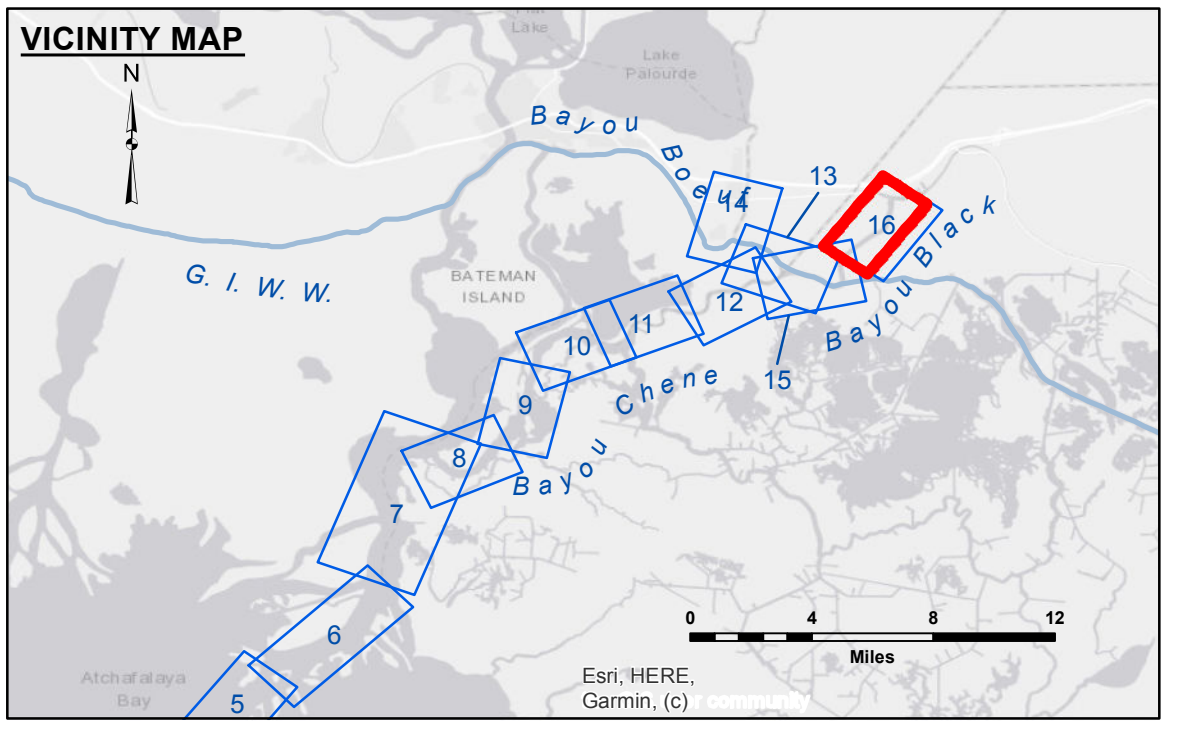 VICINITY MAP
N
Lake
Lake
Palourde
Bayou
Boeuf
13
14
16
Bayou Black
G. I. W. W.
BATEMAN
ISLAND
12
11
10
15
Bayou Chene
9
8
7
6
5
0 4 8 12
Miles
Atchafalaya
Bay
Esri, HERE,
Garmin, (c) r community